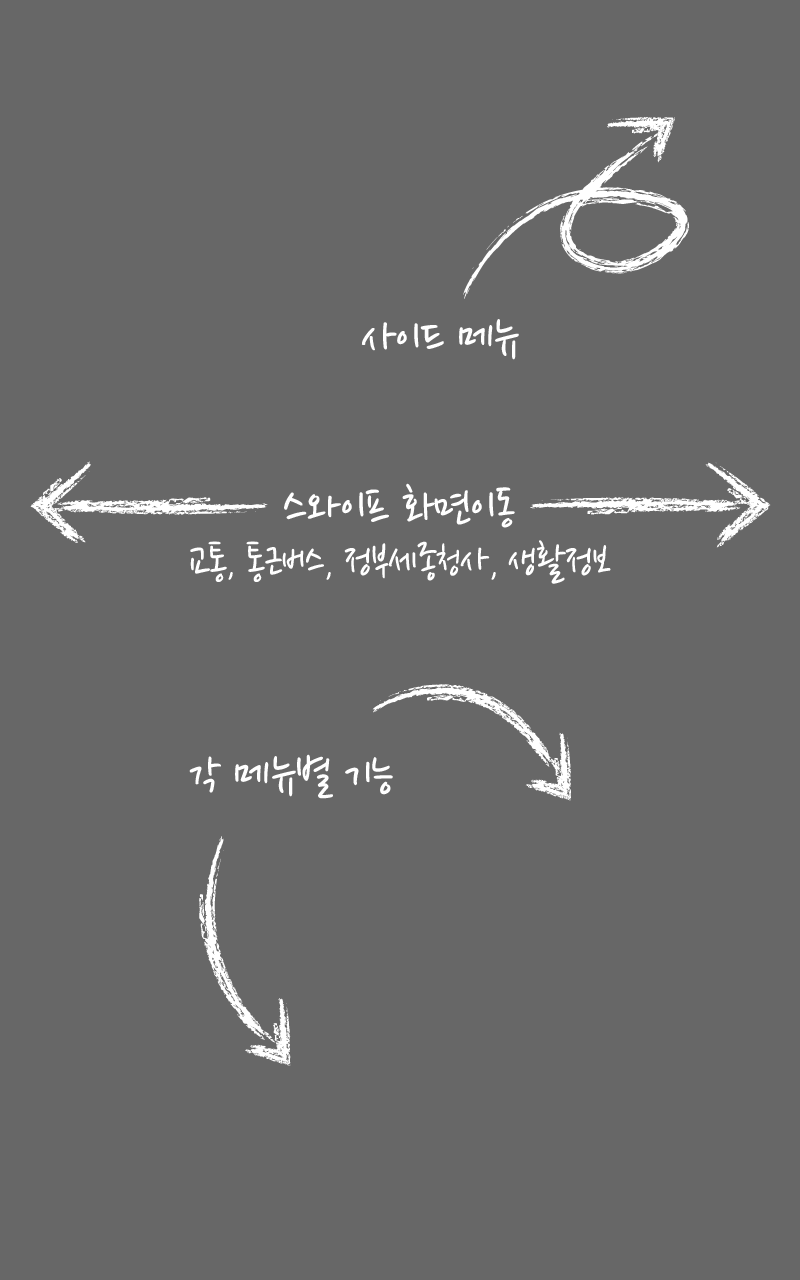 사이드 메뉴
스와이프 화면이동
교통, 통근버스, 정부세종청사, 생활정보
각 메뉴별 기능